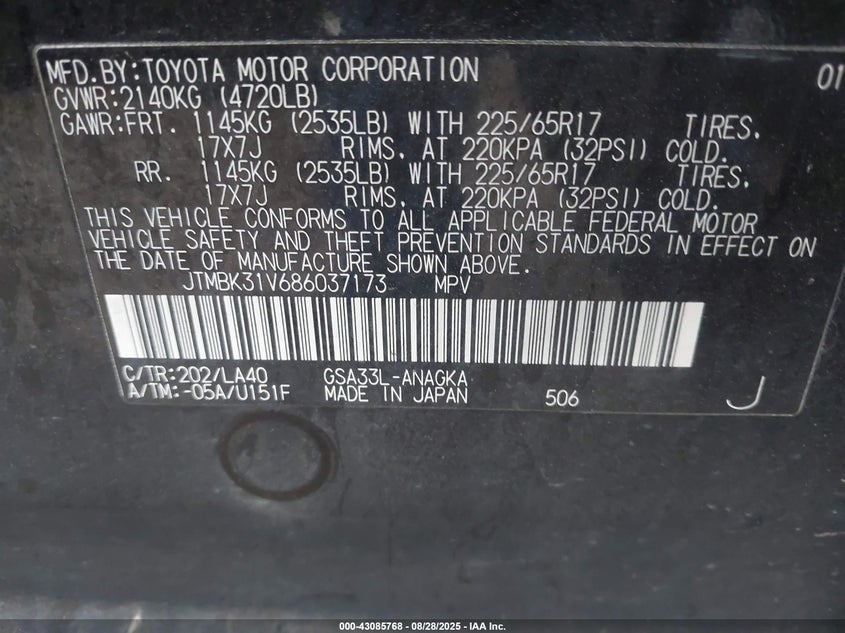 MFD.BY:TOYOTA MOTOR CORPORATION 01
GVWR:2140KG (4720LB)
GAWR:FRT. 1145KG (2535LB) WITH 225/65R17 TIRES,
17X7J RIMS, AT 220KPA (32PSI) COLD.
RR. 1145KG (2535LB) WITH 225/65R17 TIRES,
17X7J RIMS, AT 220KPA (32PSI) COLD.
THIS VEHICLE CONFORMS TO ALL APPLICABLE FEDERAL MOTOR
VEHICLE SAFETY AND THEFT PREVENTION STANDARDS IN EFFECT ON
THE DATE OF MANUFACTURE SHOWN ABOVE.
JTMBK31V686037173 MPV
C/TR:202/LA40 GSA33L-ANAGKA
A/TM:-05A/U151F MADE IN JAPAN 506 J
000-43085768 - 08/28/2025 - IAA Inc.